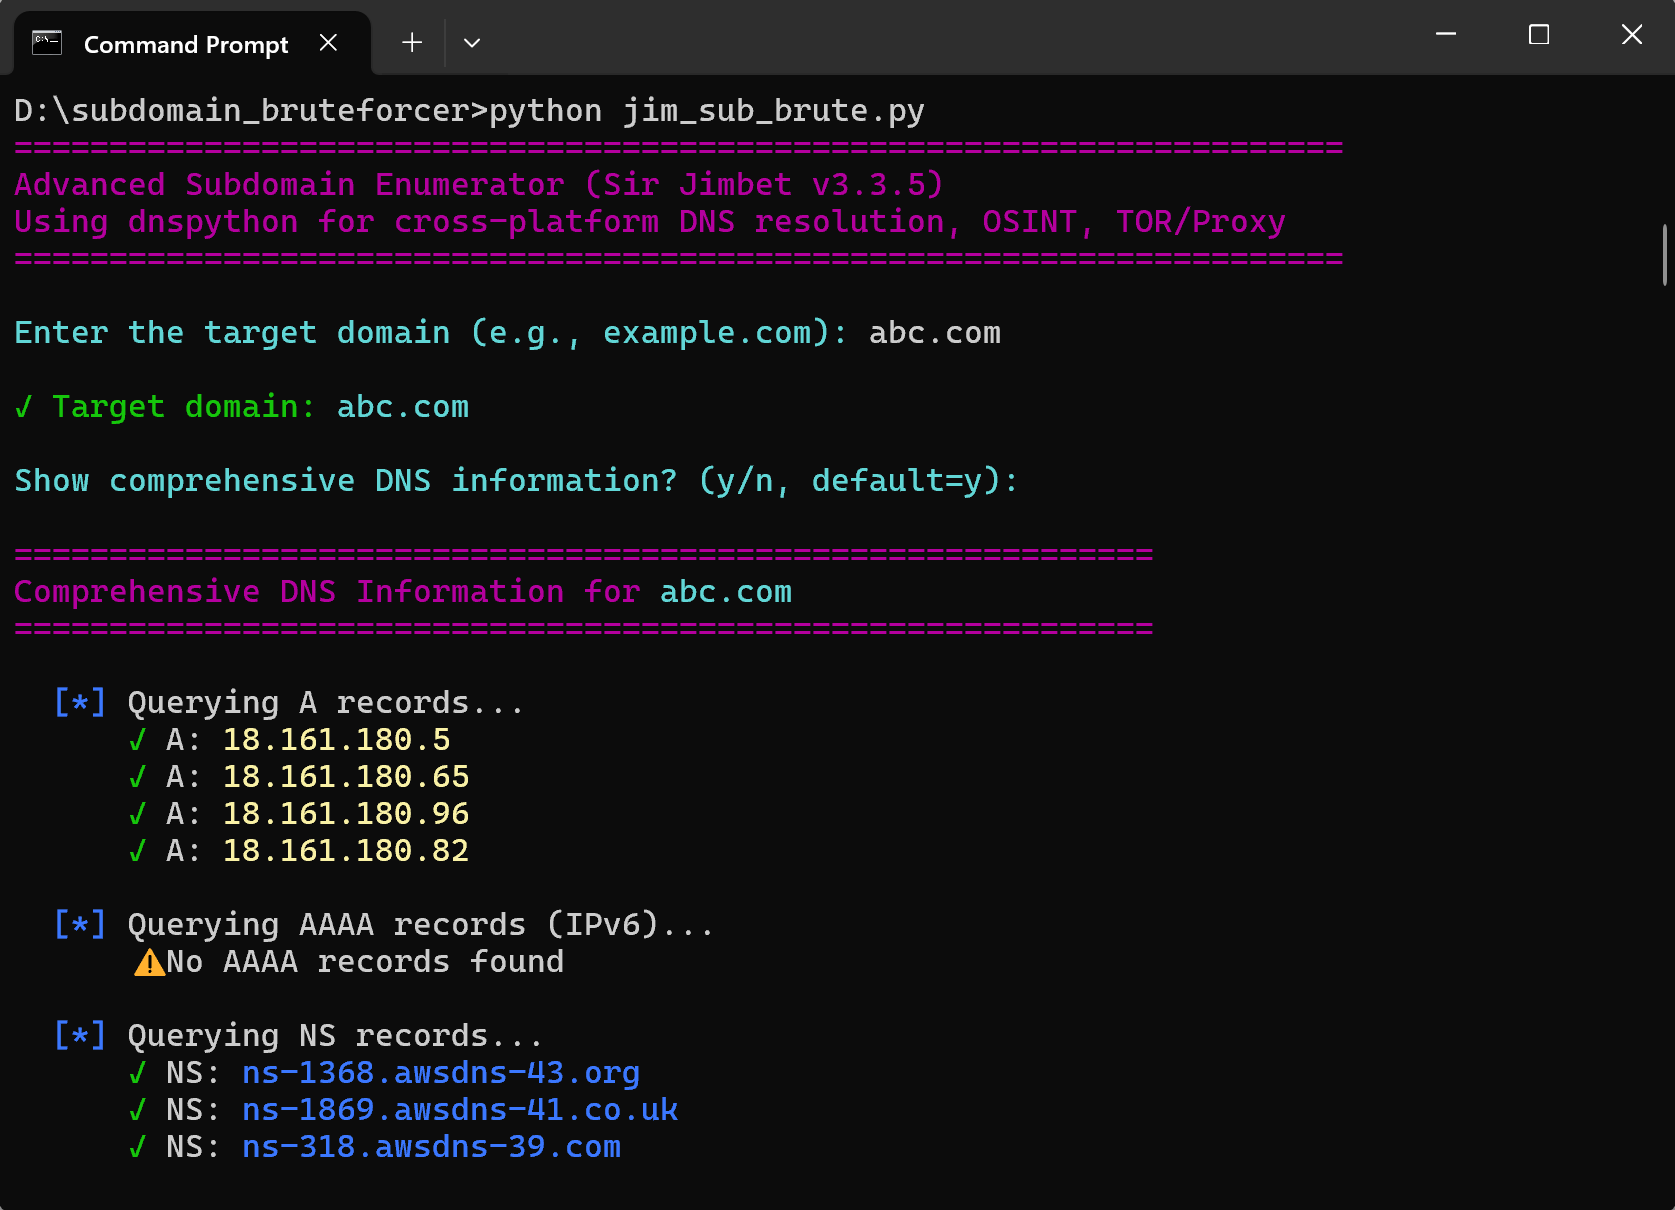 Command Prompt
D:\subdomain_bruteforcer>python jim_sub_brute.py
======================================================================
Advanced Subdomain Enumerator (Sir Jimbet v3.3.5)
Using dnspython for cross-platform DNS resolution, OSINT, TOR/Proxy
======================================================================
Enter the target domain (e.g., example.com): abc.com
✓ Target domain: abc.com
Show comprehensive DNS information? (y/n, default=y):
============================================================
Comprehensive DNS Information for abc.com
============================================================
[*] Querying A records...
✓ A: 18.161.180.5
✓ A: 18.161.180.65
✓ A: 18.161.180.96
✓ A: 18.161.180.82
[*] Querying AAAA records (IPv6)...
⚠No AAAA records found
[*] Querying NS records...
✓ NS: ns-1368.awsdns-43.org
✓ NS: ns-1869.awsdns-41.co.uk
✓ NS: ns-318.awsdns-39.com